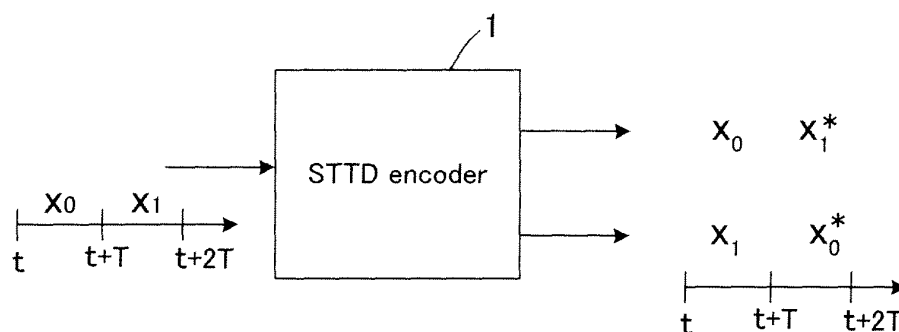 1
STTD encoder
x0 x1
t t+T t+2T
x0 x1*
x1 x0*
t t+T t+2T